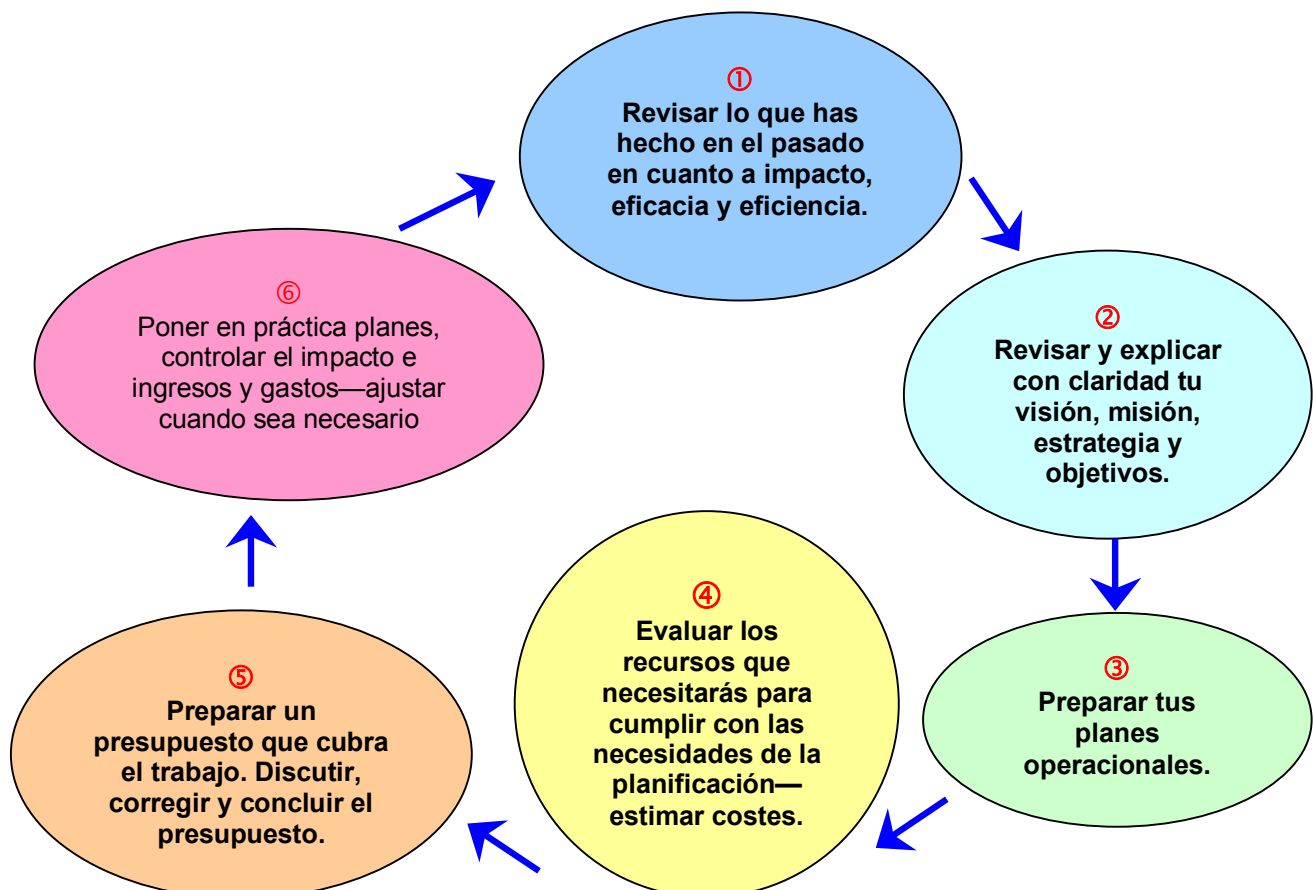 ①
Revisar lo que has
hecho en el pasado
en cuanto a impacto,
eficacia y eficiencia.
②
Revisar y explicar
con claridad tu
visión, misión,
estrategia y
objetivos.
③
Preparar tus
planes
operacionales.
④
Evaluar los
recursos que
necesitarás para
cumplir con las
necesidades de la
planificación—
estimar costes.
⑤
Preparar un
presupuesto que cubra
el trabajo. Discutir,
corregir y concluir el
presupuesto.
⑥
Poner en práctica planes,
controlar el impacto e
ingresos y gastos—ajustar
cuando sea necesario